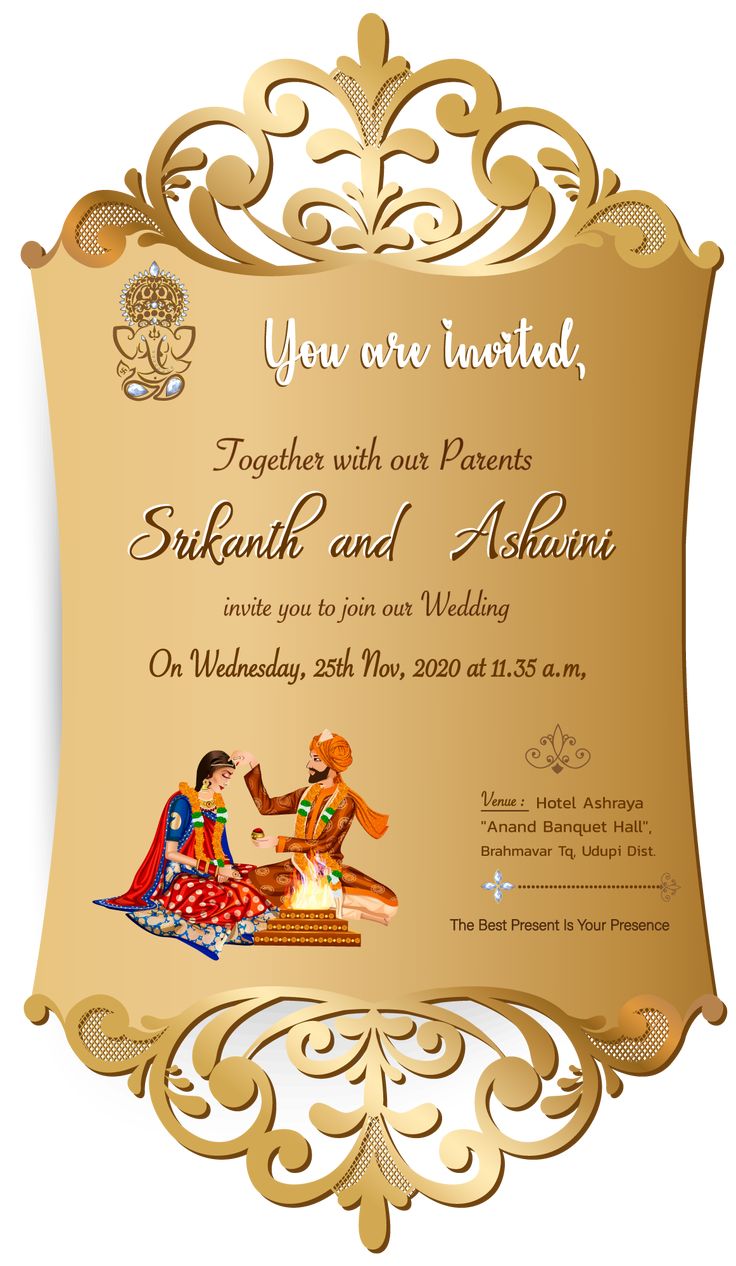 You are invited,
Together with our Parents
Srikanth and Ashwini
invite you to join our Wedding
On Wednesday, 25th Nov, 2020 at 11.35 a.m,
Venue : Hotel Ashraya
"Anand Banquet Hall",
Brahmavar Tq, Udupi Dist.
The Best Present Is Your Presence